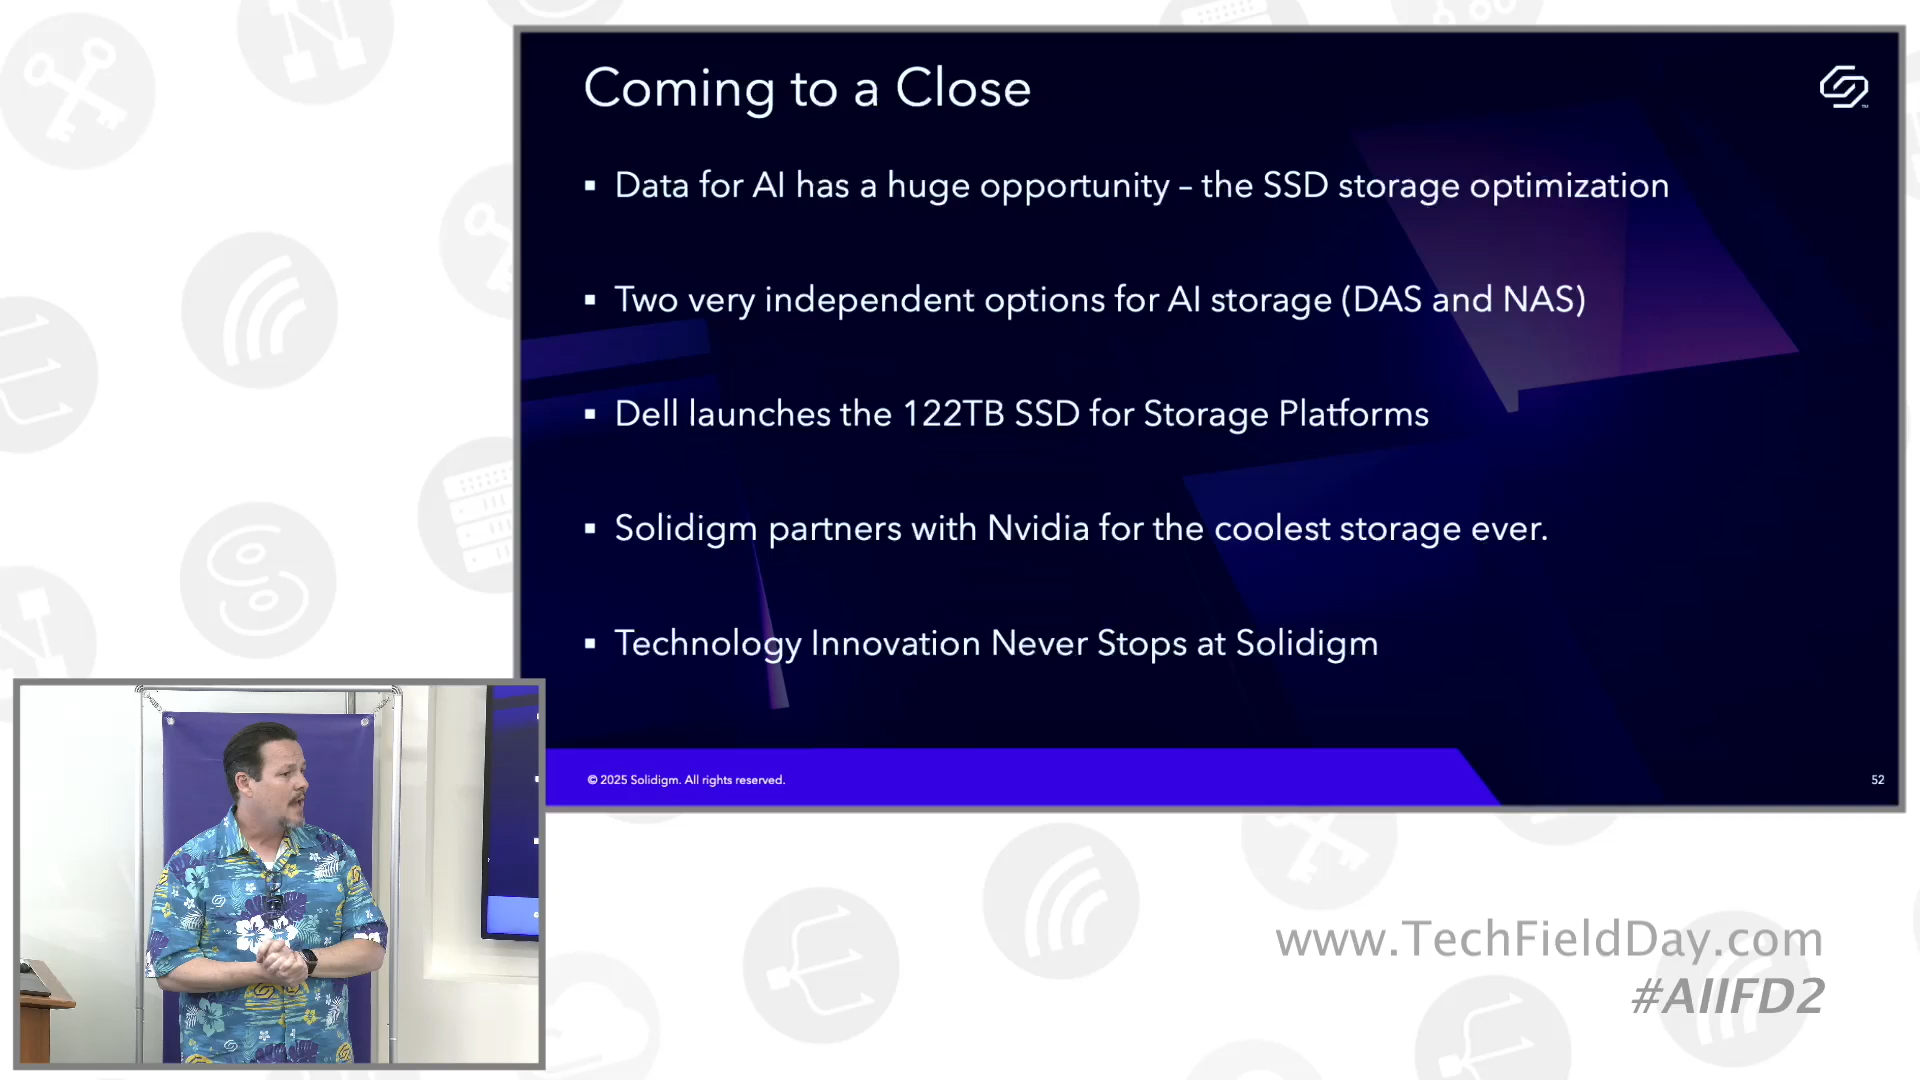 Coming to a Close
▪ Data for AI has a huge opportunity – the SSD storage optimization
▪ Two very independent options for AI storage (DAS and NAS)
▪ Dell launches the 122TB SSD for Storage Platforms
▪ Solidigm partners with Nvidia for the coolest storage ever.
▪ Technology Innovation Never Stops at Solidigm
© 2025 Solidigm. All rights reserved.
52
www.TechFieldDay.com
#AIIFD2